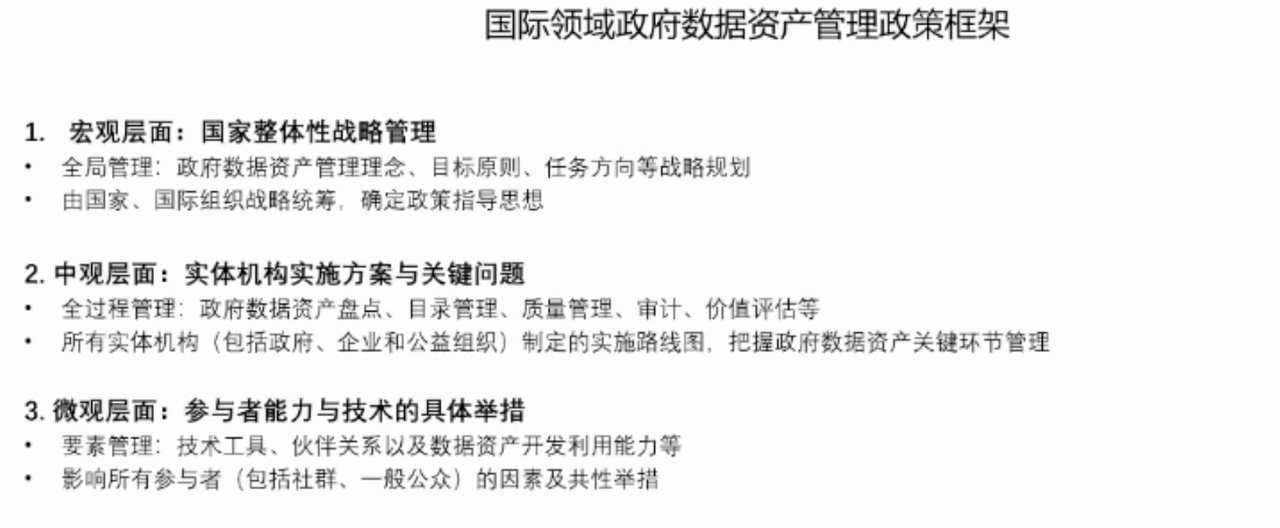 国际领域政府数据资产管理政策框架
1. 宏观层面：国家整体性战略管理
• 全局管理：政府数据资产管理理念、目标原则、任务方向等战略规划
• 由国家、国际组织战略统筹，确定政策指导思想
2. 中观层面：实体机构实施方案与关键问题
• 全过程管理：政府数据资产盘点、目录管理、质量管理、审计、价值评估等
• 所有实体机构（包括政府、企业和公益组织）制定的实施路线图，把握政府数据资产关键环节管理
3. 微观层面：参与者能力与技术的具体举措
• 要素管理：技术工具、伙伴关系以及数据资产开发利用能力等
• 影响所有参与者（包括社群、一般公众）的因素及共性举措